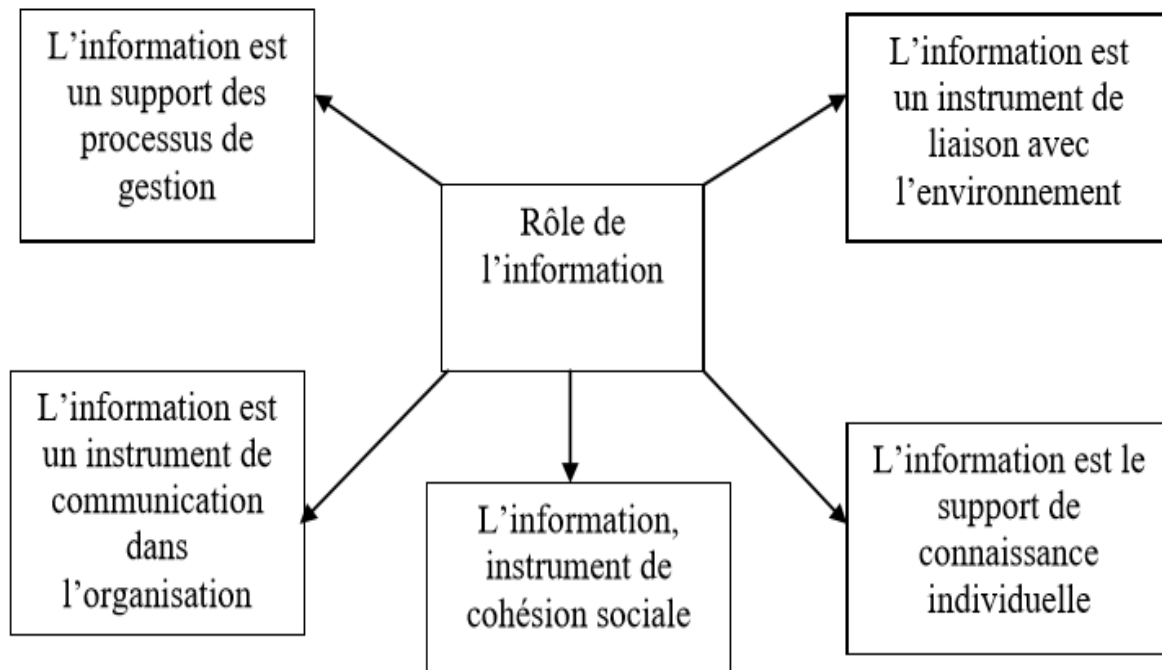 L’information est
un support des
processus de
gestion
L’information est
un instrument de
liaison avec
l’environnement
Rôle de
l’information
L’information est
un instrument de
communication
dans
l’organisation
L’information,
instrument de
cohésion sociale
L’information est le
support de
connaissance
individuelle